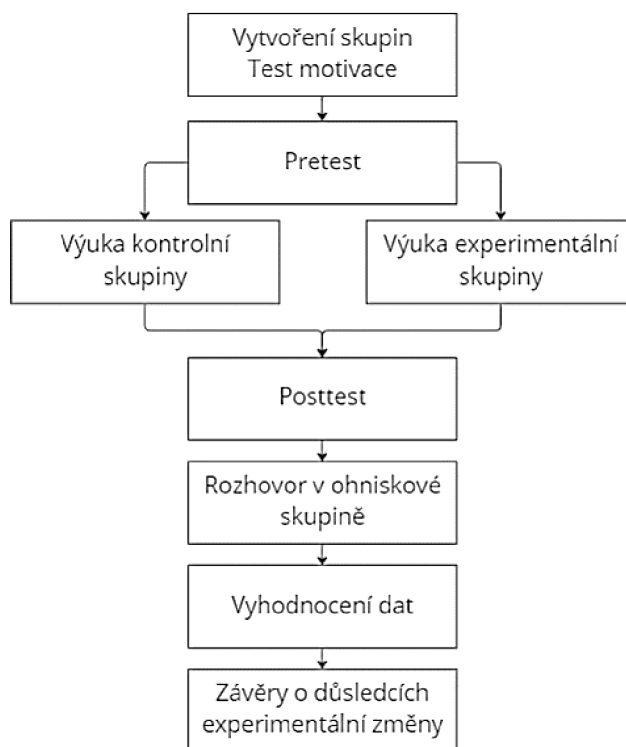 Vytvoření skupin
Test motivace
Pretest
Výuka kontrolní
skupiny
Výuka experimentální
skupiny
Posttest
Rozhovor v ohniskové
skupině
Vyhodnocení dat
Závěry o důsledcích
experimentální změny